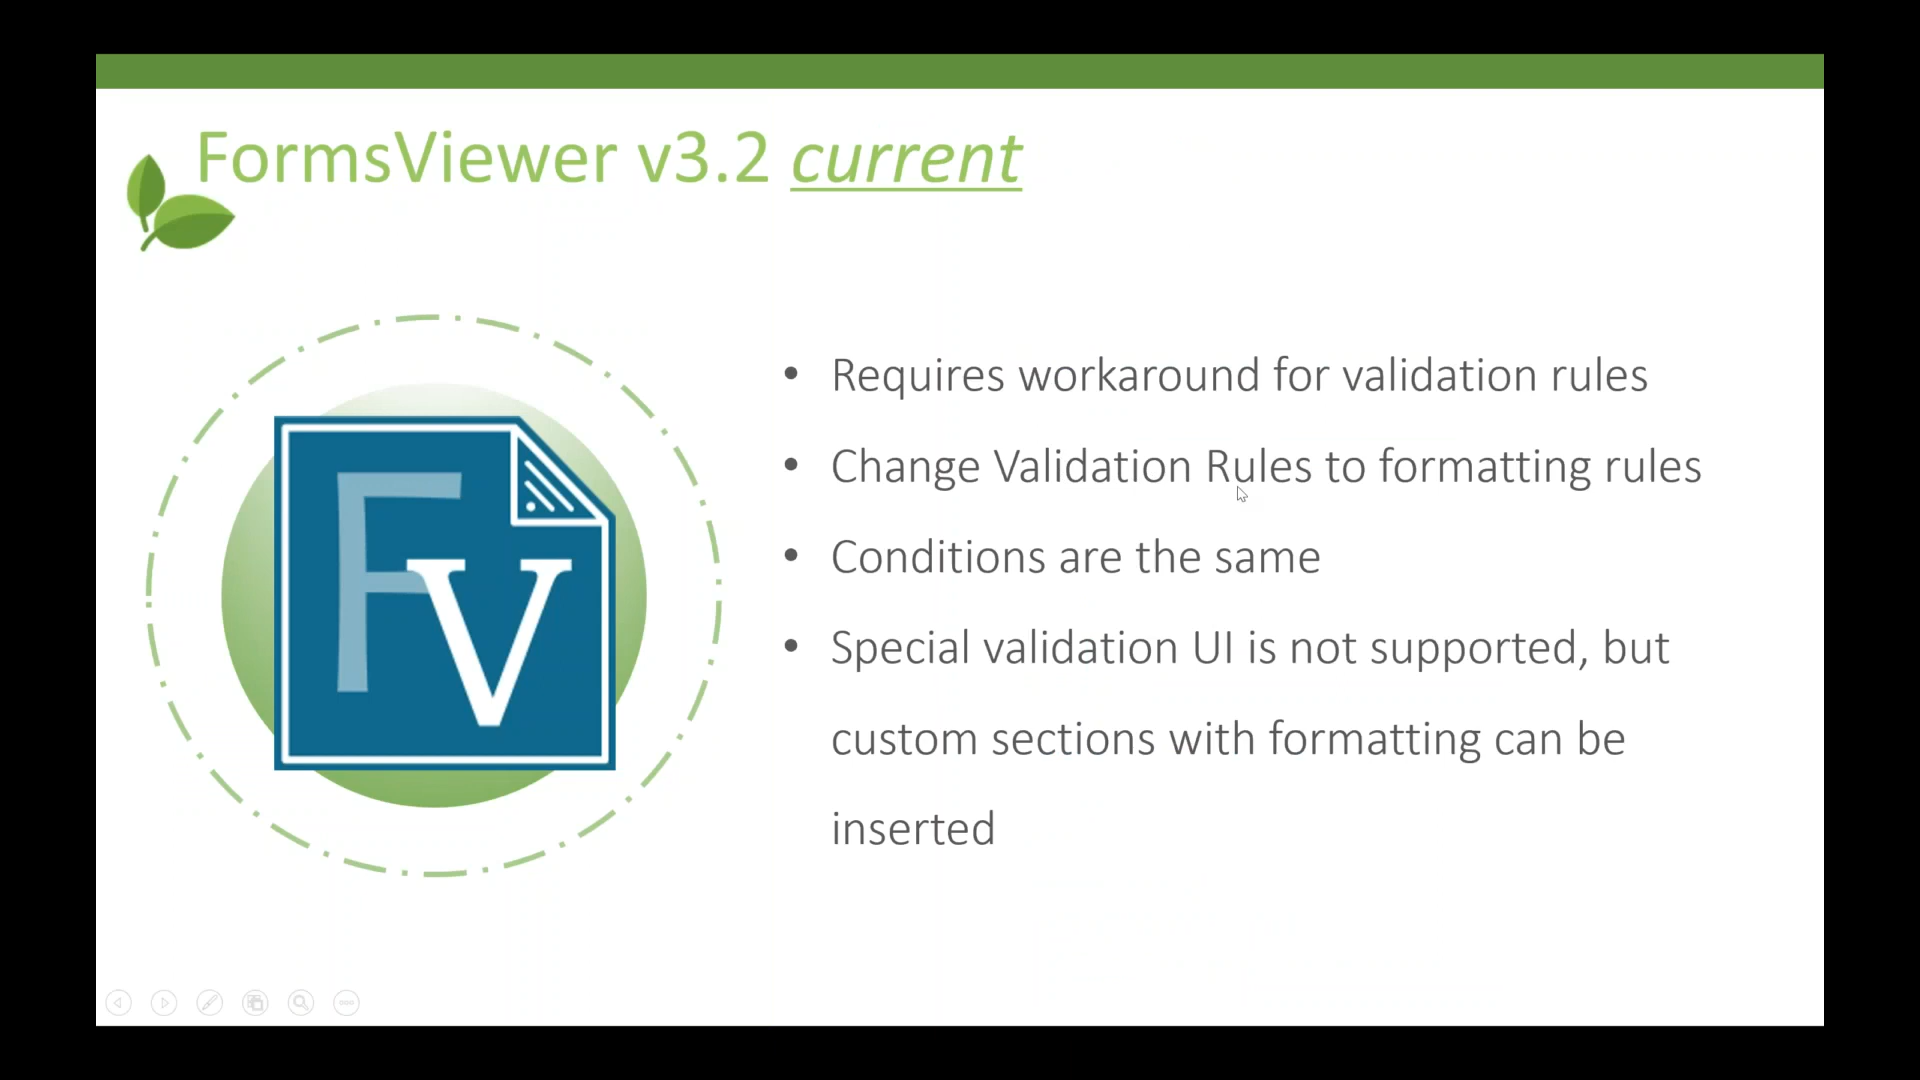 FormsViewer v3.2 current
• Requires workaround for validation rules
• Change Validation Rules to formatting rules
• Conditions are the same
• Special validation UI is not supported, but
custom sections with formatting can be
inserted
FV